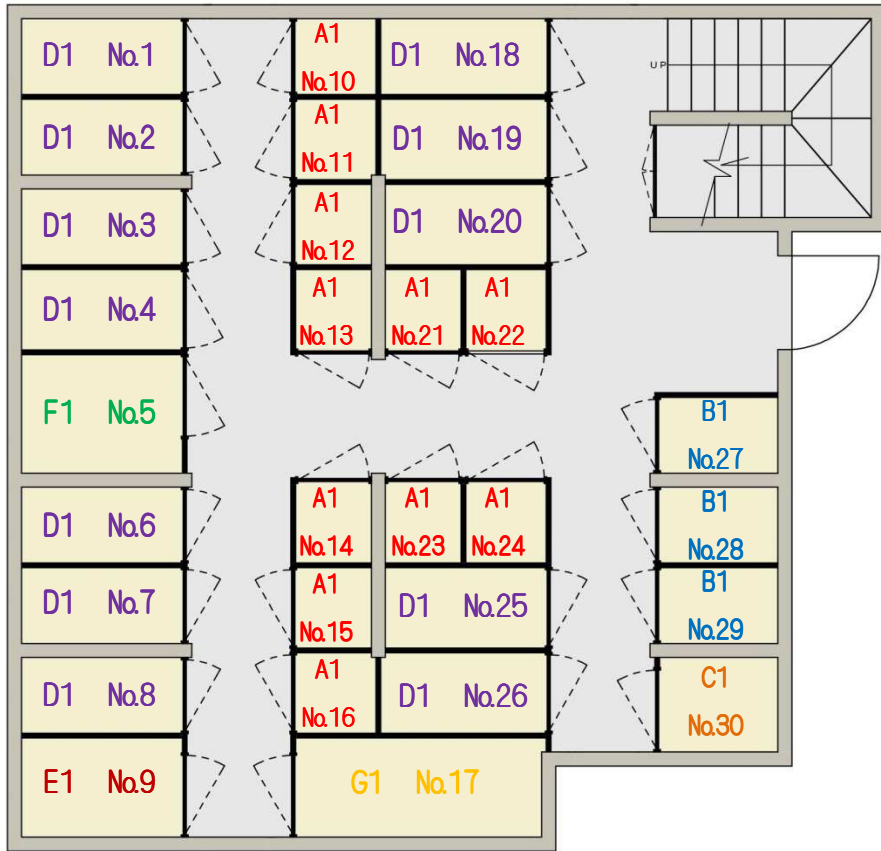 D1 No.1
D1 No.2
D1 No.3
D1 No.4
F1 No.5
D1 No.6
D1 No.7
D1 No.8
E1 No.9
A1
No.10
A1
No.11
A1
No.12
A1
No.13
A1
No.14
A1
No.15
A1
No.16
G1 No.17
D1 No.18
D1 No.19
D1 No.20
A1
No.21
A1
No.22
A1
No.23
A1
No.24
D1 No.25
D1 No.26
UP
B1
No.27
B1
No.28
B1
No.29
C1
No.30